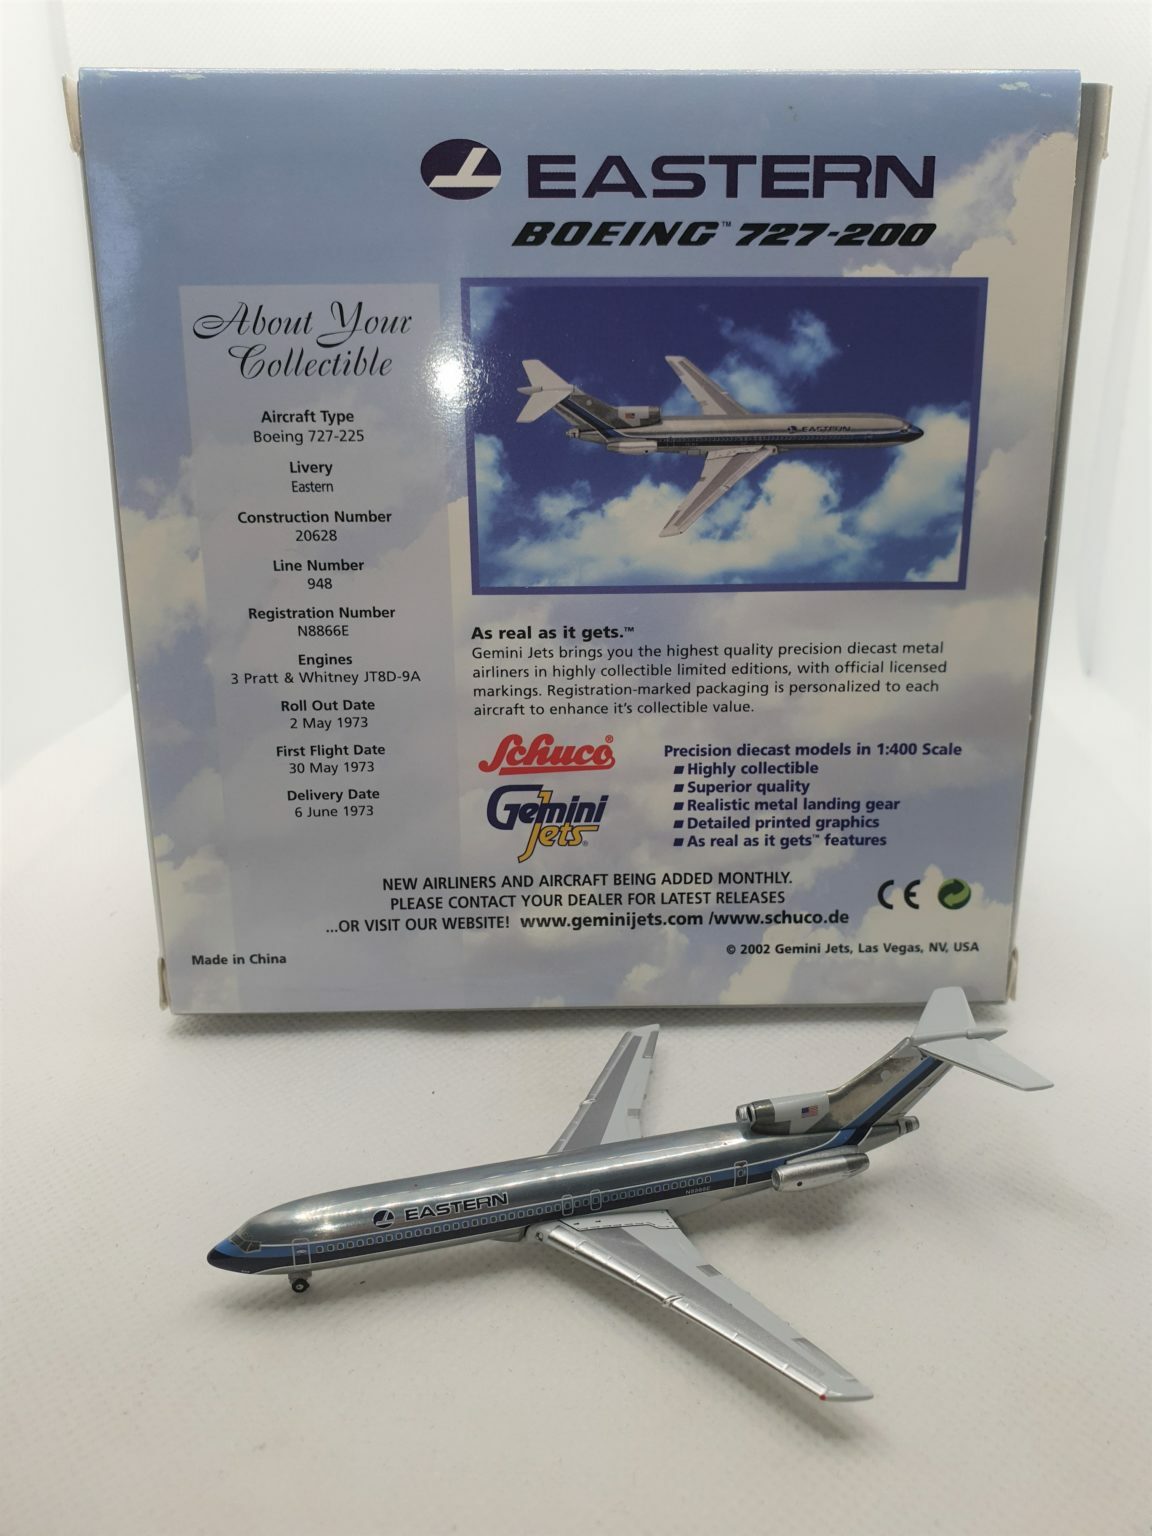 EASTERN
BOEING™ 727-200
About Your
Collectible
Aircraft Type
Boeing 727-225
Livery
Eastern
Construction Number
20628
Line Number
948
Registration Number
N8866E
Engines
3 Pratt & Whitney JT8D-9A
Roll Out Date
2 May 1973
First Flight Date
30 May 1973
Delivery Date
6 June 1973
EASTERN
As real as it gets.™
Gemini Jets brings you the highest quality precision diecast metal
airliners in highly collectible limited editions, with official licensed
markings. Registration-marked packaging is personalized to each
aircraft to enhance it's collectible value.
Schuco®
Gemini
Jets®
Precision diecast models in 1:400 Scale
Highly collectible
Superior quality
Realistic metal landing gear
Detailed printed graphics
As real as it gets™ features
NEW AIRLINERS AND AIRCRAFT BEING ADDED MONTHLY.
PLEASE CONTACT YOUR DEALER FOR LATEST RELEASES
...OR VISIT OUR WEBSITE! www.geminijets.com /www.schuco.de
CE
Made in China
© 2002 Gemini Jets, Las Vegas, NV, USA
EASTERN
N8866E